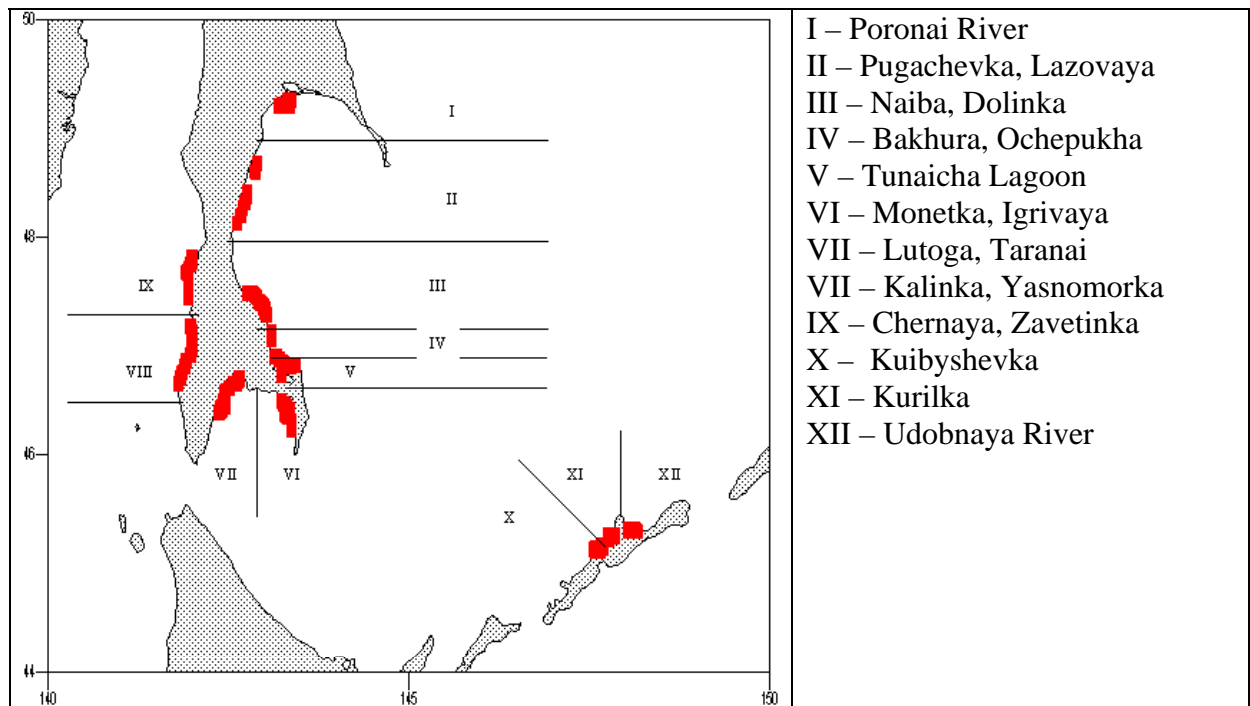 50
48
46
44
140
145
150
I
II
III
IX
IV
VIII
V
VII
VI
XI
XII
X
I – Poronai River
II – Pugachevka, Lazovaya
III – Naiba, Dolinka
IV – Bakhura, Ochepukha
V – Tunaicha Lagoon
VI – Monetka, Igrivaya
VII – Lutoga, Taranai
VII – Kalinka, Yasnomorka
IX – Chernaya, Zavetinka
X – Kuibyshevka
XI – Kurilka
XII – Udobnaya River